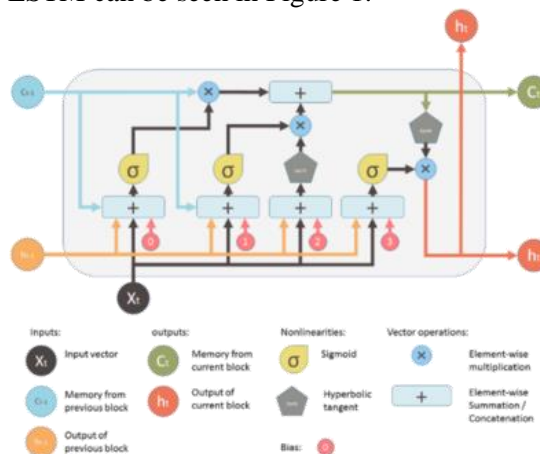 LSTM can be seen in Figure 1.
ht
Ct-1
×
+
Ct
×
×
σ
σ
σ
+
+
+
+
0
1
2
3
ht-1
ht
Xt
Inputs:
outputs:
Nonlinearities:
Vector operations:
Xt
Input vector
Ct
Memory from
current block
σ
Sigmoid
×
Element-wise
multiplication
Ct-1
Memory from
previous block
ht
Output of
current block
Hyperbolic
tangent
+
Element-wise
Summation /
Concatenation
ht-1
Output of
previous block
Bias:
0